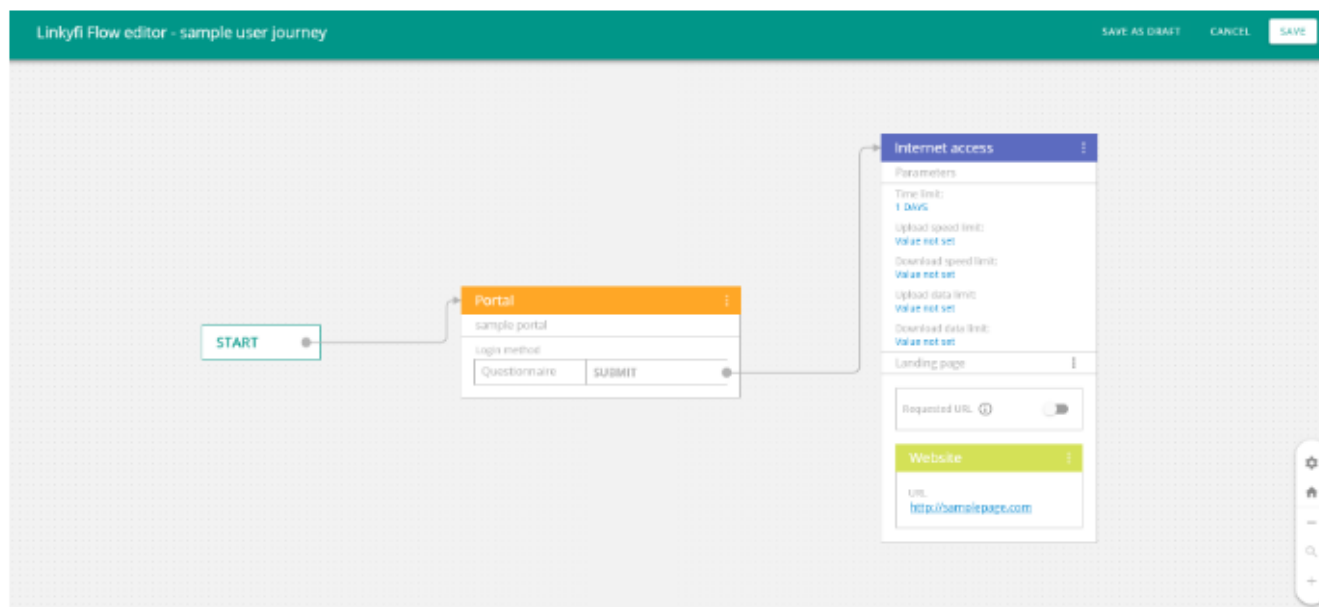 Linkyfi Flow editor - sample user journey
SAVE AS DRAFT
CANCEL
SAVE
START
Portal
sample portal
Login method
Questionnaire
SUBMIT
Internet access
Parameters
Time limit:
1 DAYS
Upload speed limit:
Value not set
Download speed limit:
Value not set
Upload data limit:
Value not set
Download data limit:
Value not set
Landing page
Requested URL
Website
URL
http://samplepage.com